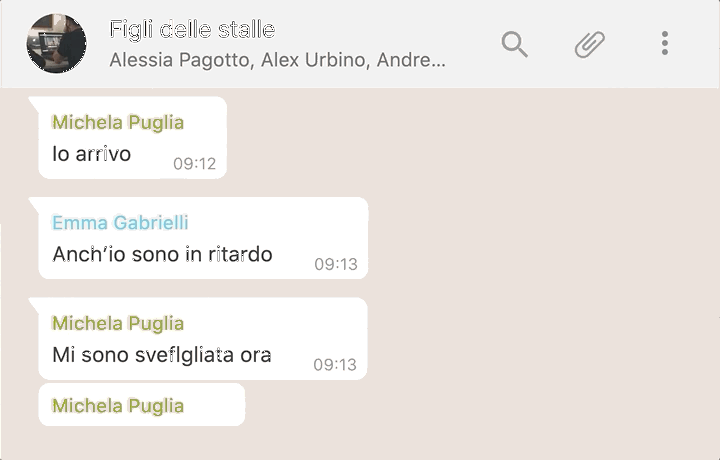 Figli delle stalle
Alessia Pagotto, Alex Urbino, Andre...
Michela Puglia
Io arrivo
09:12
Emma Gabrielli
Anch'io sono in ritardo
09:13
Michela Puglia
Mi sono sveflgliata ora
09:13
Michela Puglia